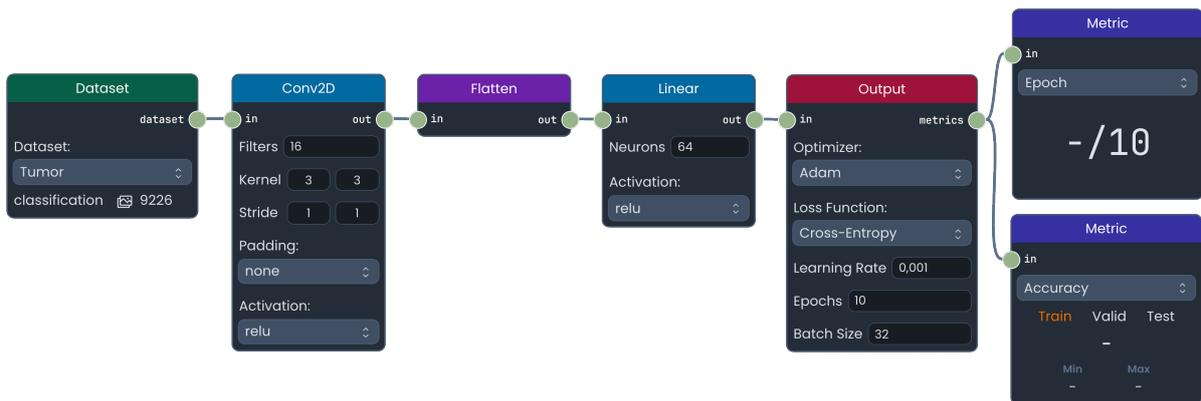 Dataset
dataset
Dataset:
Tumor
classification 9226
Conv2D
in out
Filters 16
Kernel 3 3
Stride 1 1
Padding:
none
Activation:
relu
Flatten
in out
Linear
in out
Neurons 64
Activation:
relu
Output
in metrics
Optimizer:
Adam
Loss Function:
Cross-Entropy
Learning Rate 0,001
Epochs 10
Batch Size 32
Metric
in
Epoch
-/10
Metric
in
Accuracy
Train Valid Test
-
Min Max
- -